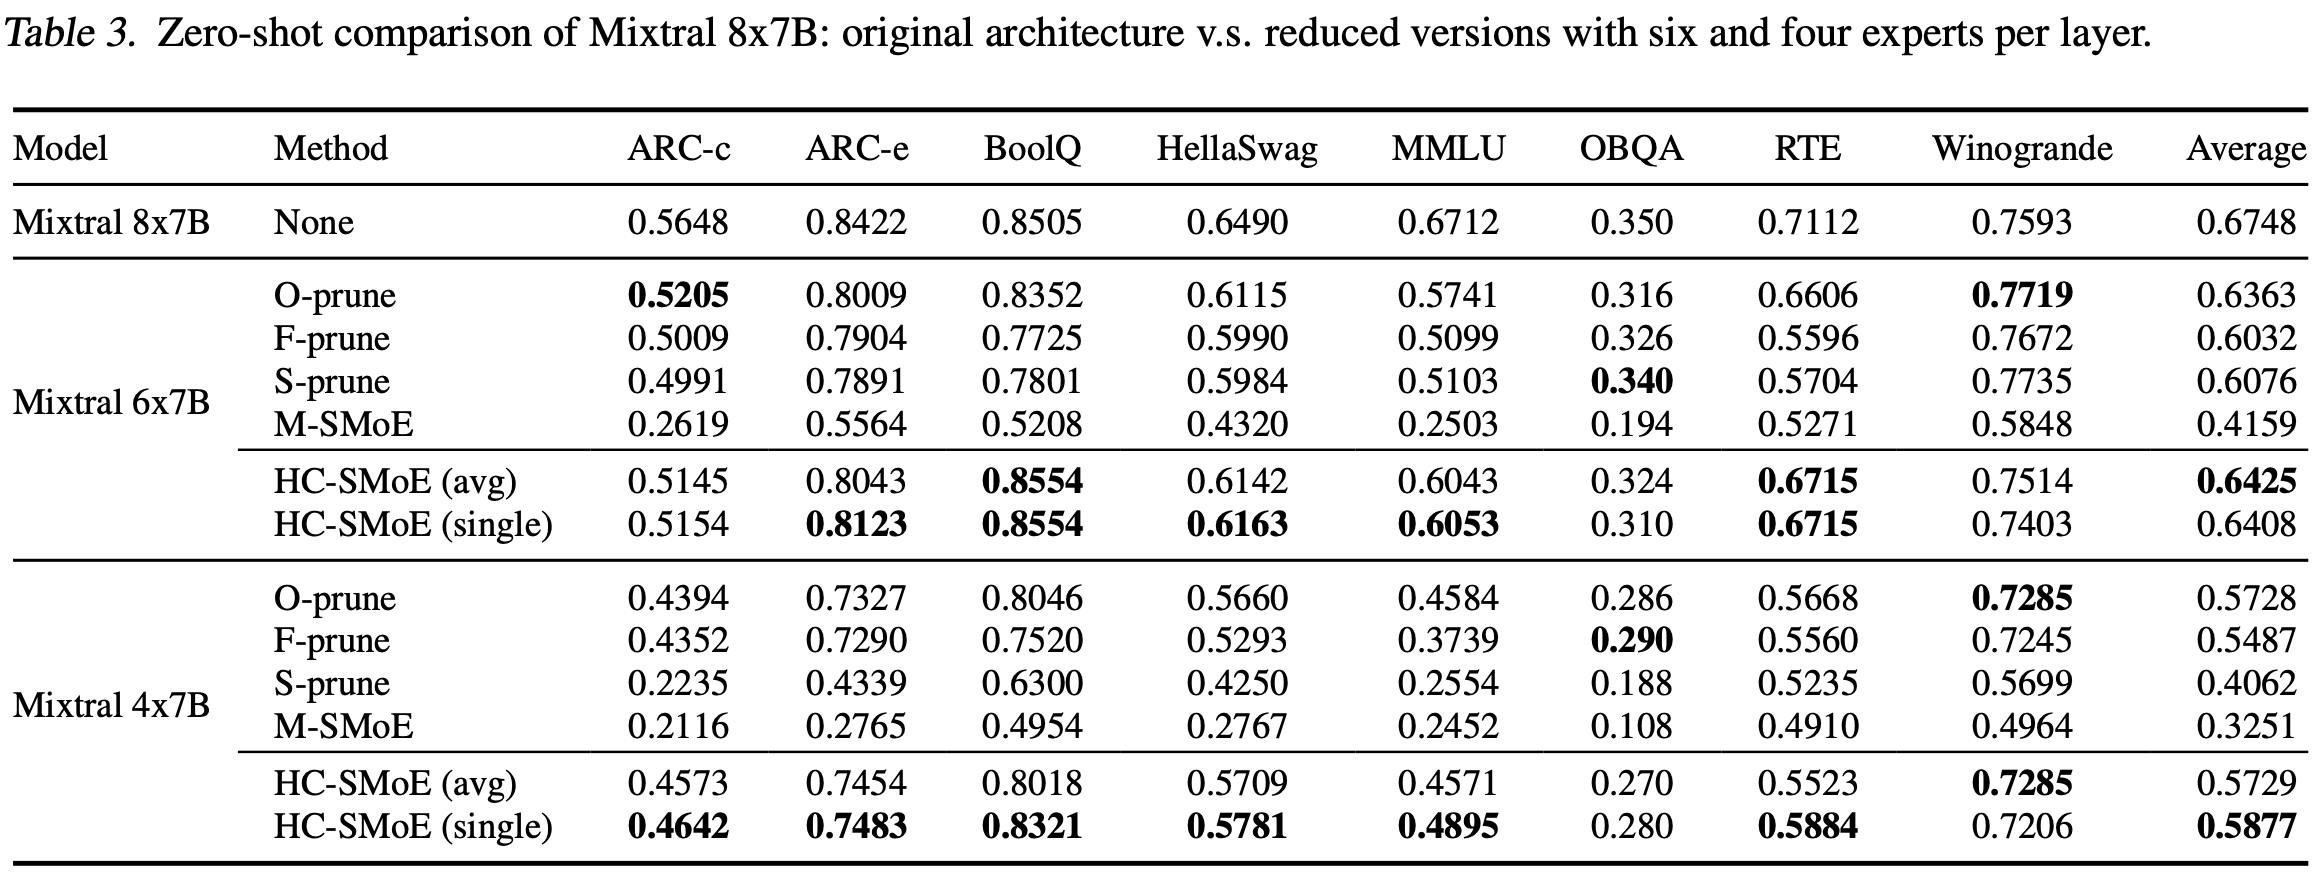 Table 3. Zero-shot comparison of Mixtral 8x7B: original architecture v.s. reduced versions with six and four experts per layer.
Model Method ARC-c ARC-e BoolQ HellaSwag MMLU OBQA RTE Winogrande Average
Mixtral 8x7B None 0.5648 0.8422 0.8505 0.6490 0.6712 0.350 0.7112 0.7593 0.6748
O-prune 0.5205 0.8009 0.8352 0.6115 0.5741 0.316 0.6606 0.7719 0.6363
F-prune 0.5009 0.7904 0.7725 0.5990 0.5099 0.326 0.5596 0.7672 0.6032
S-prune 0.4991 0.7891 0.7801 0.5984 0.5103 0.340 0.5704 0.7735 0.6076
Mixtral 6x7B
M-SMoE 0.2619 0.5564 0.5208 0.4320 0.2503 0.194 0.5271 0.5848 0.4159
HC-SMoE (avg) 0.5145 0.8043 0.8554 0.6142 0.6043 0.324 0.6715 0.7514 0.6425
HC-SMoE (single) 0.5154 0.8123 0.8554 0.6163 0.6053 0.310 0.6715 0.7403 0.6408
O-prune 0.4394 0.7327 0.8046 0.5660 0.4584 0.286 0.5668 0.7285 0.5728
F-prune 0.4352 0.7290 0.7520 0.5293 0.3739 0.290 0.5560 0.7245 0.5487
S-prune 0.2235 0.4339 0.6300 0.4250 0.2554 0.188 0.5235 0.5699 0.4062
Mixtral 4x7B
M-SMoE 0.2116 0.2765 0.4954 0.2767 0.2452 0.108 0.4910 0.4964 0.3251
HC-SMoE (avg) 0.4573 0.7454 0.8018 0.5709 0.4571 0.270 0.5523 0.7285 0.5729
HC-SMoE (single) 0.4642 0.7483 0.8321 0.5781 0.4895 0.280 0.5884 0.7206 0.5877